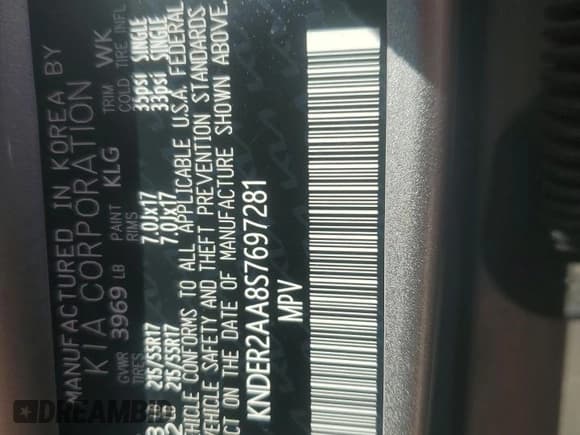 MANUFACTURED IN KOREA BY
KIA CORPORATION
GVWR 3969 LB PAINT KLG TRIM WK
TIRES RIMS COLD TIRE INFL
215/55R17 7.0Jx17 35psi SINGLE
215/55R17 7.0Jx17 33psi SINGLE
VEHICLE CONFORMS TO ALL APPLICABLE U.S.A. FEDERAL
VEHICLE SAFETY AND THEFT PREVENTION STANDARDS
CT ON THE DATE OF MANUFACTURE SHOWN ABOVE.
KNDER2AA8S7697281
MPV
DREAMBID